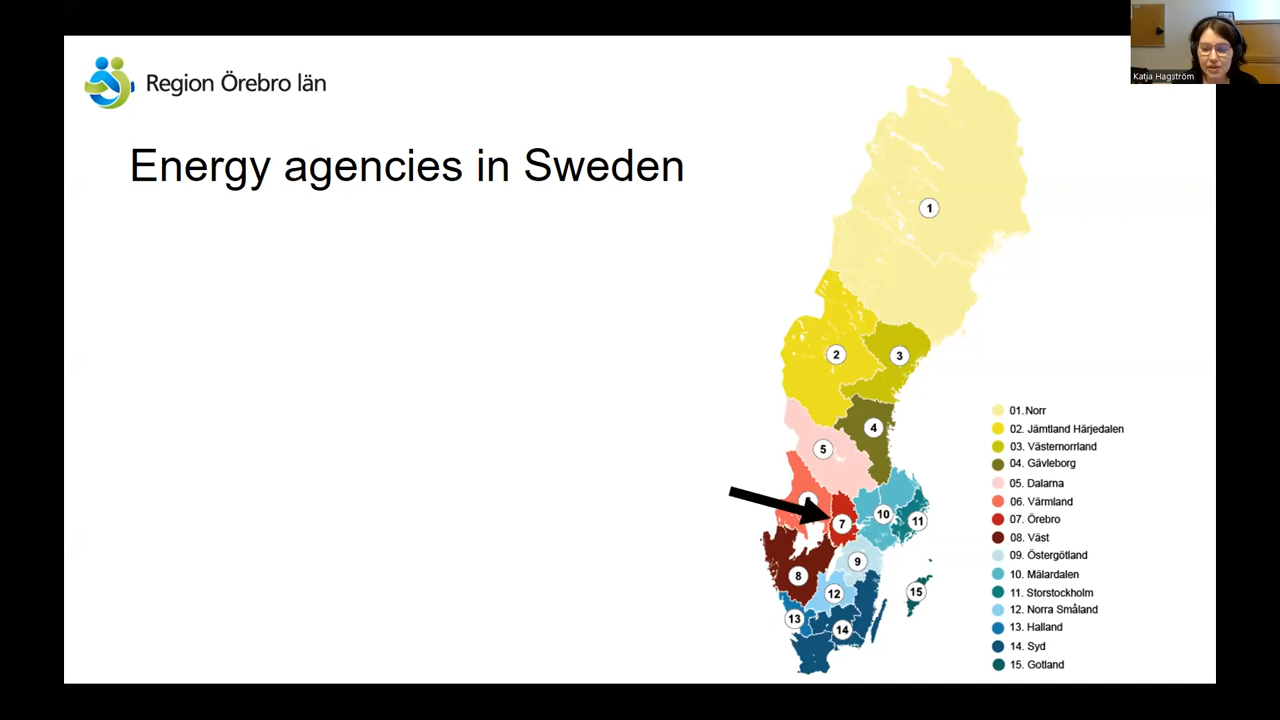 Katja Hagström
Region Örebro län
Energy agencies in Sweden
1
2
3
4
5
7
10
11
9
8
12
15
13
14
01. Norr
02. Jämtland Härjedalen
03. Västernorrland
04. Gävleborg
05. Dalarna
06. Värmland
07. Örebro
08. Väst
09. Östergötland
10. Mälardalen
11. Storstockholm
12. Norra Småland
13. Halland
14. Syd
15. Gotland